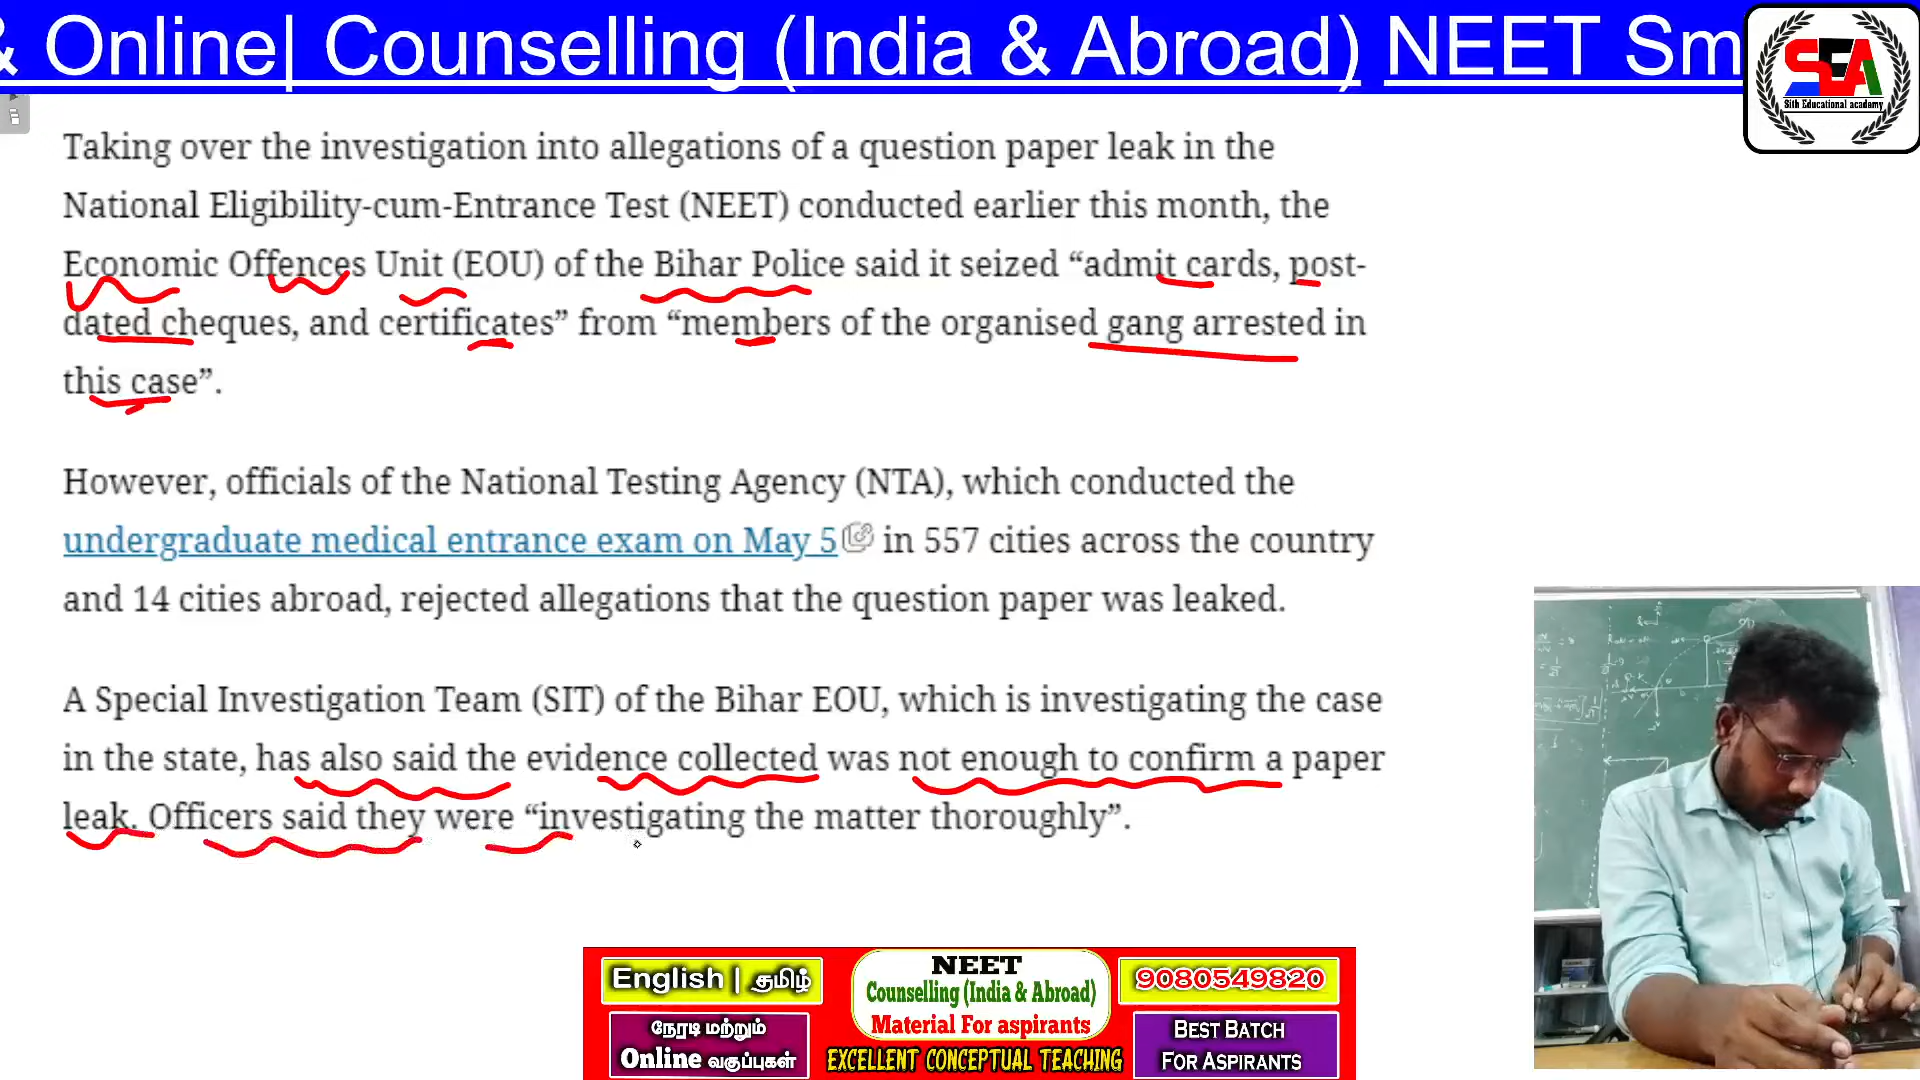 & Online| Counselling (India & Abroad) NEET Sm
SEA
Sith Educational academy
Taking over the investigation into allegations of a question paper leak in the
National Eligibility-cum-Entrance Test (NEET) conducted earlier this month, the
Economic Offences Unit (EOU) of the Bihar Police said it seized “admit cards, post-
dated cheques, and certificates” from “members of the organised gang arrested in
this case”.
However, officials of the National Testing Agency (NTA), which conducted the
undergraduate medical entrance exam on May 5 in 557 cities across the country
and 14 cities abroad, rejected allegations that the question paper was leaked.
A Special Investigation Team (SIT) of the Bihar EOU, which is investigating the case
in the state, has also said the evidence collected was not enough to confirm a paper
leak. Officers said they were “investigating the matter thoroughly”.
English | தமிழ்
நேரடி மற்றும்
Online வகுப்புகள்
NEET
Counselling (India & Abroad)
Material For aspirants
EXCELLENT CONCEPTUAL TEACHING
9080549820
BEST BATCH
FOR ASPIRANTS